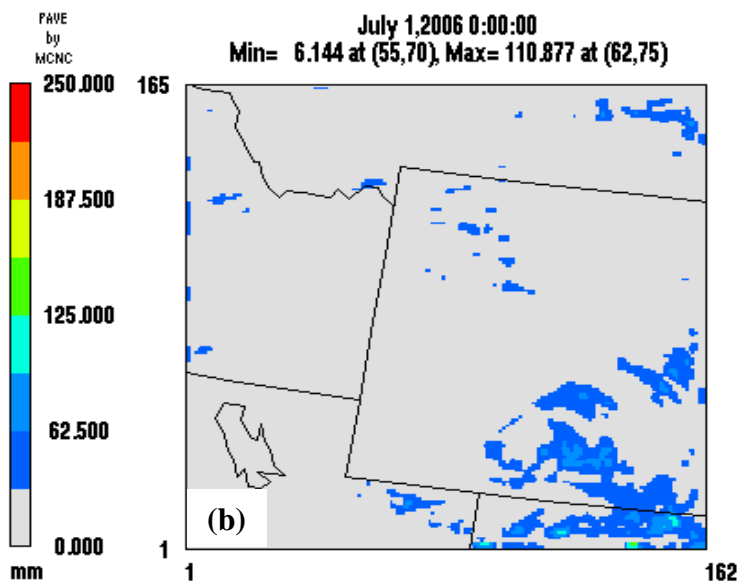 PAVE
by
MCNC
July 1,2006 0:00:00
Min= 6.144 at (55,70), Max= 110.877 at (62,75)
250.000
187.500
125.000
62.500
0.000
mm
165
1
(b)
1
162